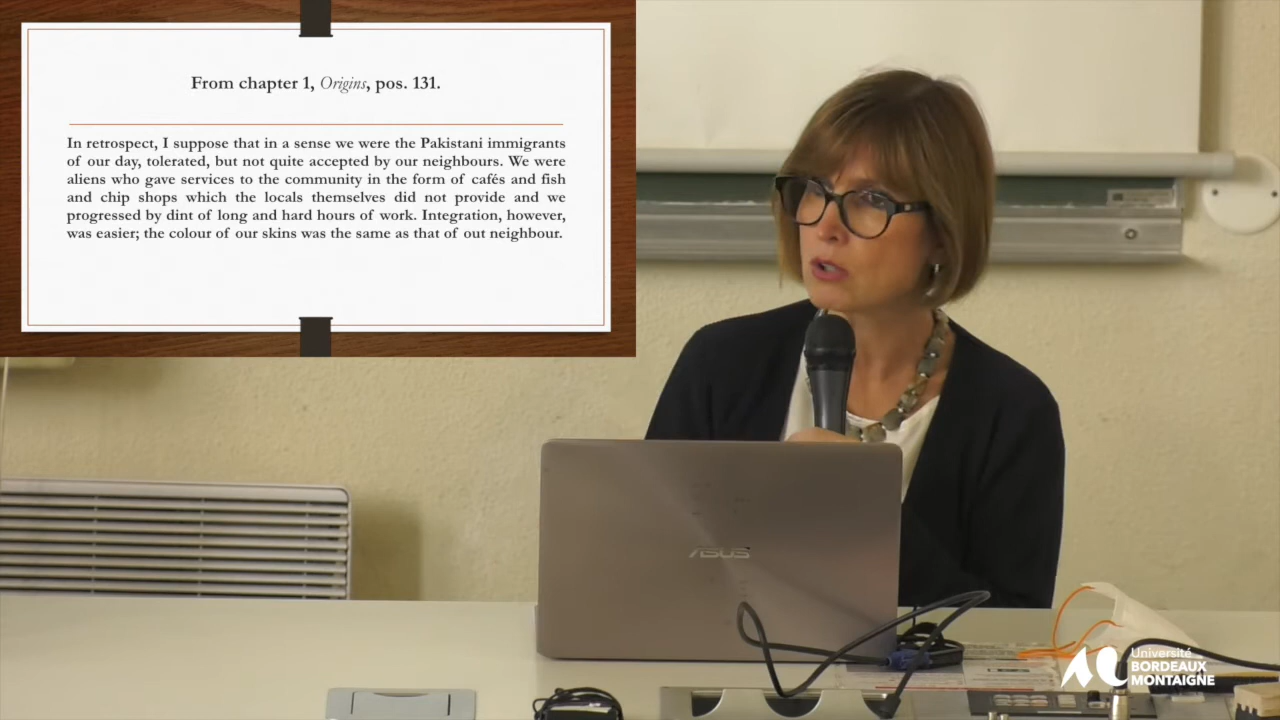 From chapter 1, Origins, pos. 131.
In retrospect, I suppose that in a sense we were the Pakistani immigrants
of our day, tolerated, but not quite accepted by our neighbours. We were
aliens who gave services to the community in the form of cafés and fish
and chip shops which the locals themselves did not provide and we
progressed by dint of long and hard hours of work. Integration, however,
was easier; the colour of our skins was the same as that of out neighbour.
ASUS
Université
BORDEAUX
MONTAIGNE